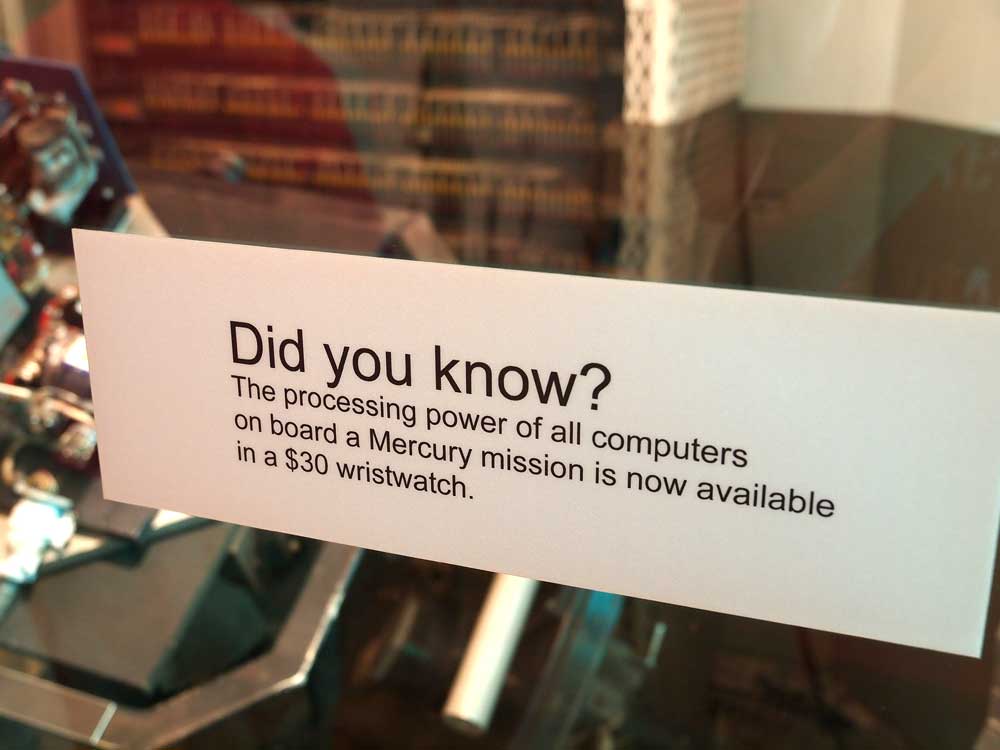 Did you know?
The processing power of all computers
on board a Mercury mission is now available
in a $30 wristwatch.